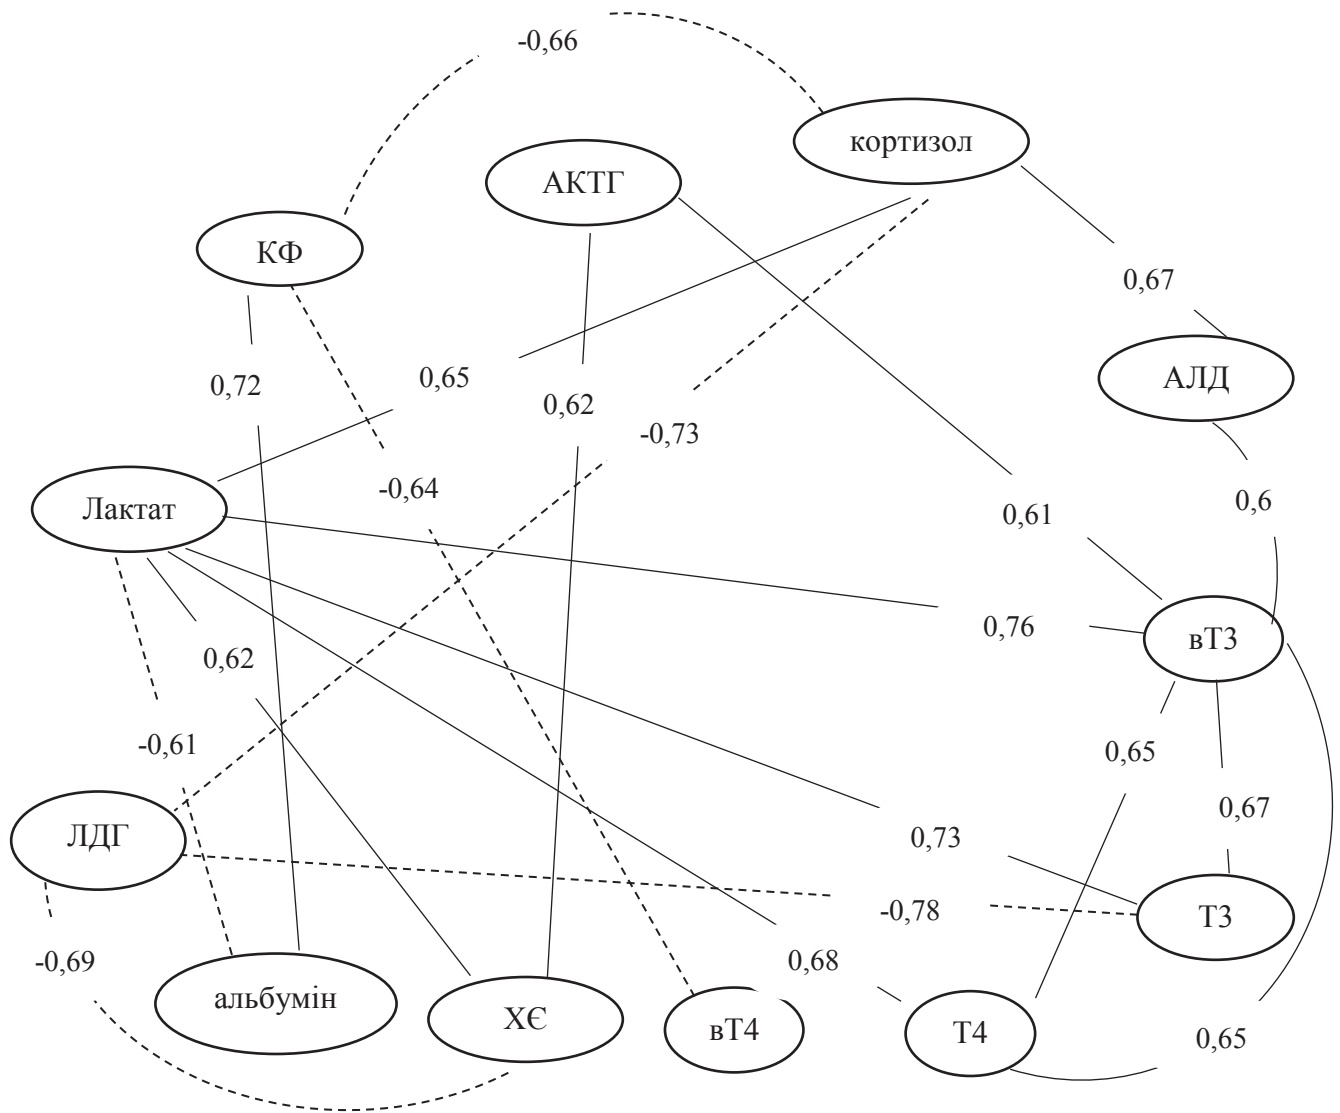 -0,66
кортизол
АКТГ
КФ
0,67
0,72
0,65
0,62
АЛД
-0,73
-0,64
0,6
Лактат
0,61
0,76
вТ3
0,62
-0,61
0,65
0,67
ЛДГ
0,73
-0,78
Т3
-0,69
0,68
альбумін
ХЄ
вТ4
Т4
0,65